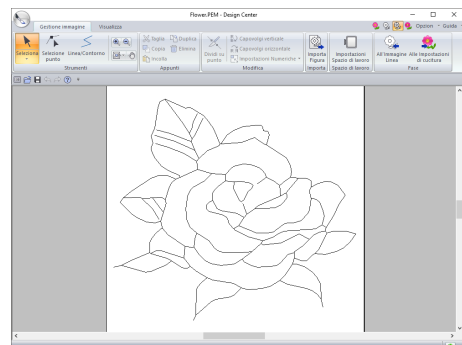 Flower.PEM - Design Center
Gestione immagine Visualizza Opzioni Guida
Seleziona Selezione punto Linea/Contorno
Taglia Duplica
Copia Elimina
Incolla
Dividi su punto
Capovolgi verticale
Capovolgi orizzontale
Impostazioni Numeriche
Importa Figura
Impostazioni Spazio di lavoro
All'Immagine Linea
Alle Impostazioni di cucitura
Strumenti Appunti Modifica Importa Spazio di lavoro Fase